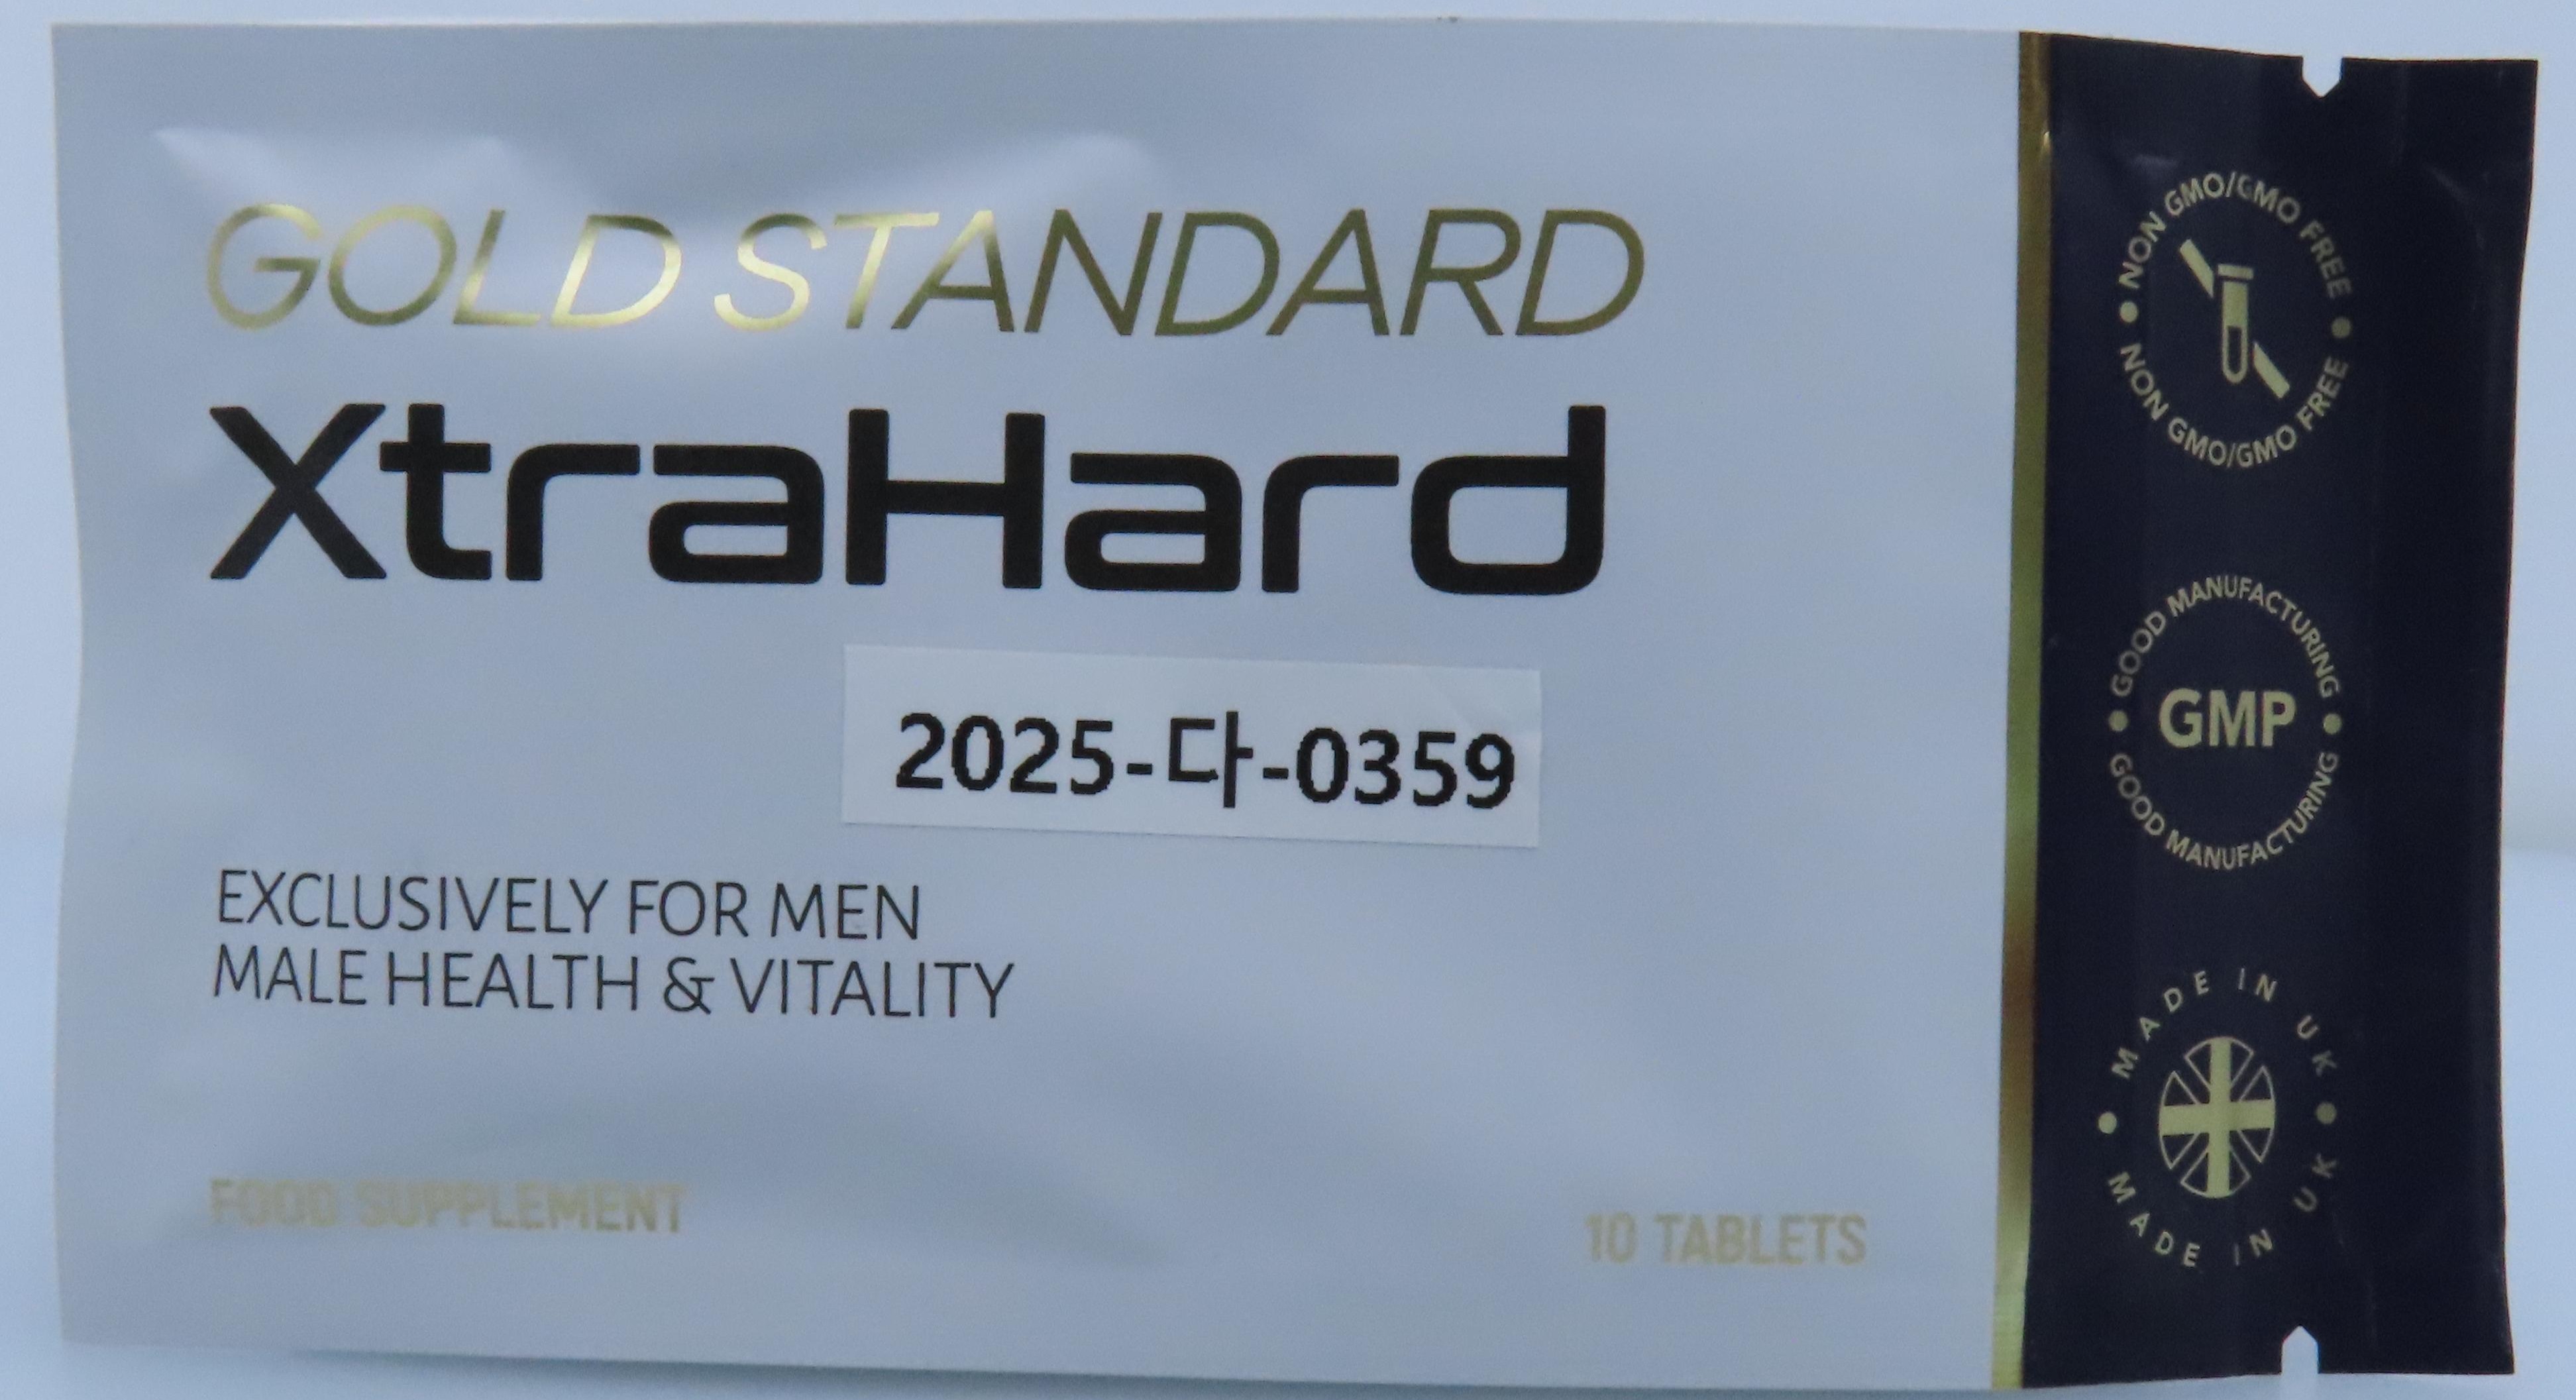 GOLD STANDARD
XtraHard
2025-다-0359
EXCLUSIVELY FOR MEN
MALE HEALTH & VITALITY
FOOD SUPPLEMENT
10 TABLETS
NON GMO/GMO FREE
NON GMO/GMO FREE
GOOD MANUFACTURING
GMP
GOOD MANUFACTURING
MADE IN UK
MADE IN UK